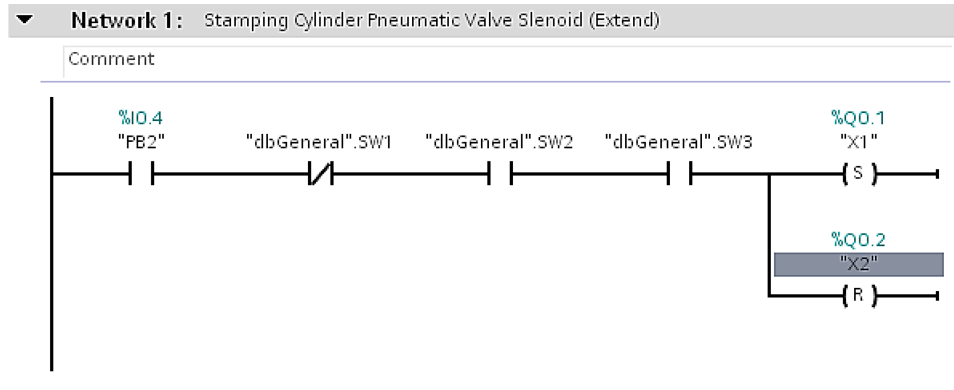 Network 1: Stamping Cylinder Pneumatic Valve Slenoid (Extend)
Comment
%I0.4 %Q0.1
"PB2" "dbGeneral".SW1 "dbGeneral".SW2 "dbGeneral".SW3 "X1"
S
%Q0.2
"X2"
R